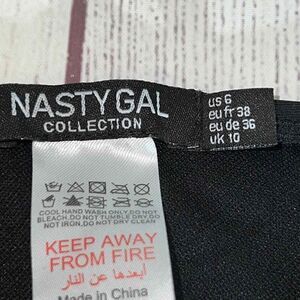 NASTY GAL
COLLECTION
us 6
eu fr 38
eu de 36
uk 10
COOL HAND WASH ONLY.DO NOT
BLEACH.DO NOT TUMBLE DRY.DO
NOT IRON.DO NOT DRY CLEAN
KEEP AWAY
FROM FIRE
أبعدها عن النار
Made in China